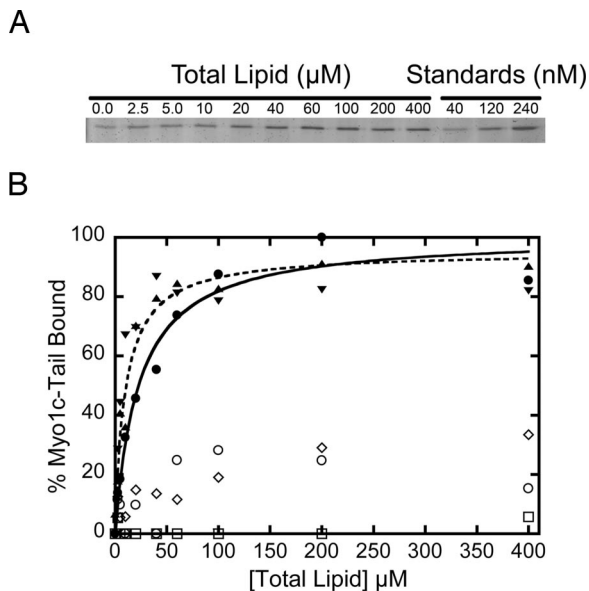 A
Total Lipid (μM) Standards (nM)
0.0 2.5 5.0 10 20 40 60 100 200 400 40 120 240
B
100
80
60
40
20
0
% Myo1c-Tail Bound
0 50 100 150 200 250 300 350 400
[Total Lipid] μM